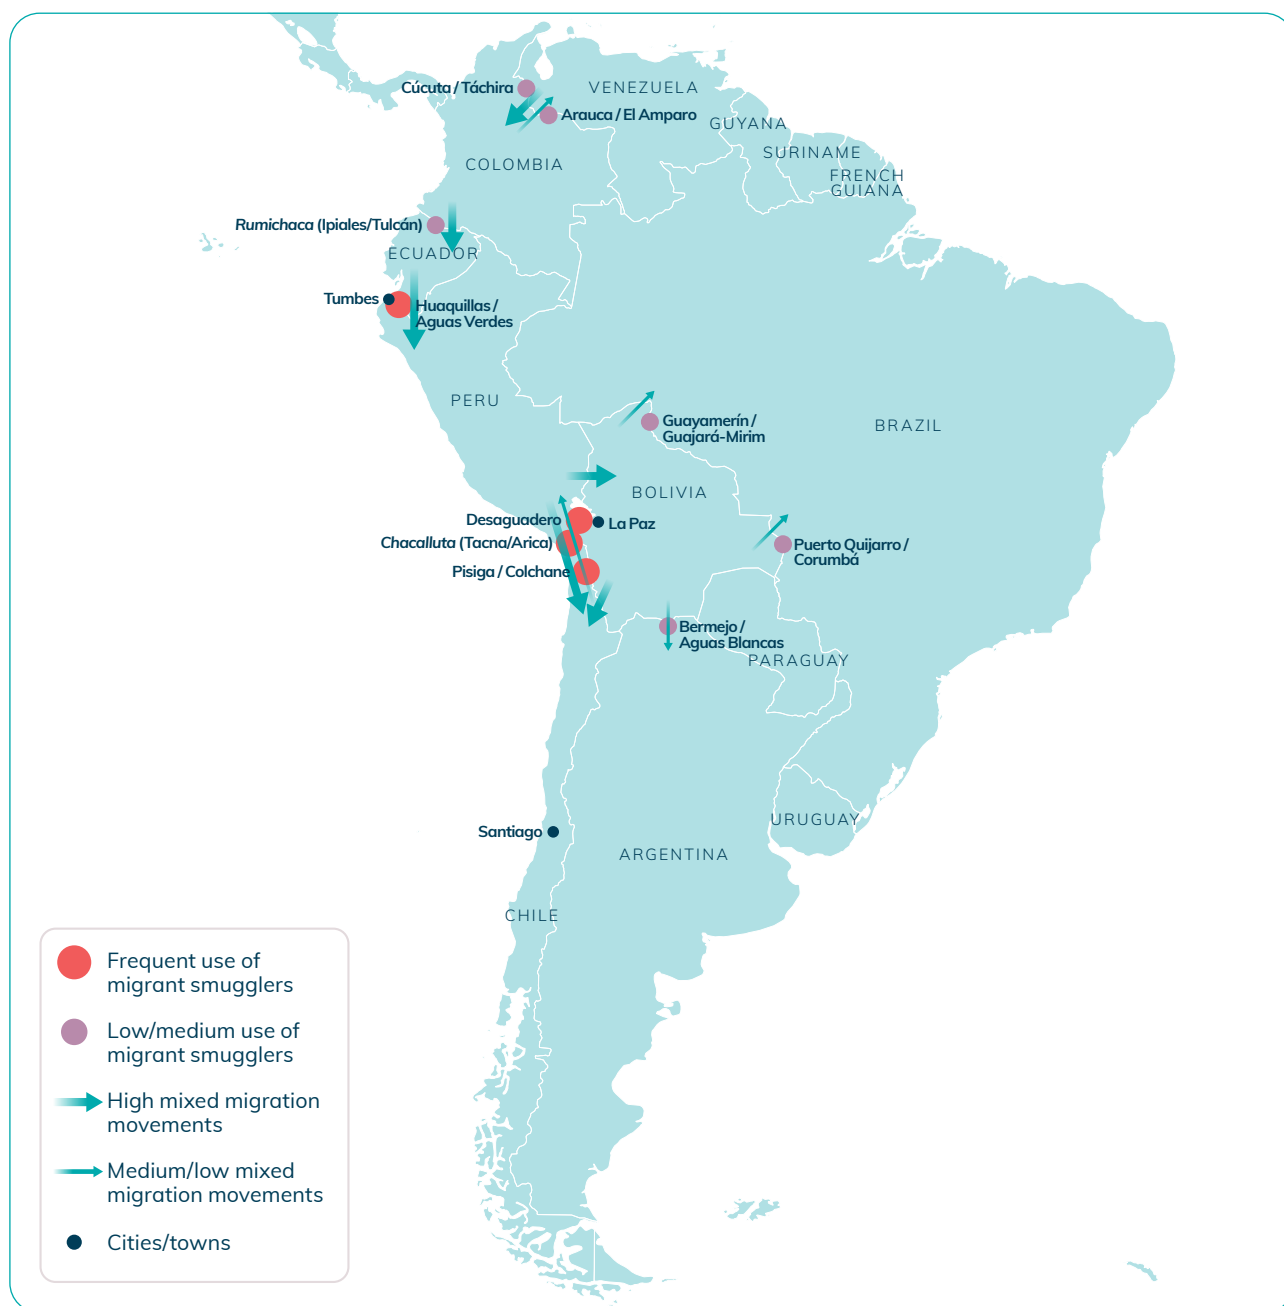 Cúcuta / Táchira
VENEZUELA
Arauca / El Amparo
GUYANA
SURINAME
FRENCH
GUIANA
COLOMBIA
Rumichaca (Ipiales/Tulcán)
ECUADOR
Tumbes
Huaquillas /
Aguas Verdes
PERU
BRAZIL
Guayamerín /
Guajará-Mirim
BOLIVIA
Desaguadero
La Paz
Chacalluta (Tacna/Arica)
Puerto Quijarro /
Corumbá
Pisiga / Colchane
Bermejo /
Aguas Blancas
PARAGUAY
Santiago
URUGUAY
ARGENTINA
CHILE
Frequent use of
migrant smugglers
Low/medium use of
migrant smugglers
High mixed migration
movements
Medium/low mixed
migration movements
Cities/towns